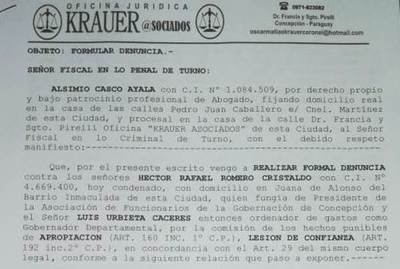 OFICINA JURIDICA
KRAUER @SOCIADOS
0971-823082
Dr. Francia y Sgto. Pirelli
Concepción - Paraguay
oscarmatiaskrauercoronel@hotmail.com
OBJETO: FORMULAR DENUNCIA.-
SEÑOR FISCAL EN LO PENAL DE TURNO:
ALSIMIO CASCO AYALA con C.I. Nº 1.084.509, por derecho propio
y bajo patrocinio profesional de Abogado, fijando domicilio real
en la casa de las calles Pedro Juan Caballero e/ Cnel. Martinez
de esta Ciudad, y procesal en la casa de la calle Dr. Francia y
Sgto. Pirelli Oficina "KRAUER ASOCIADOS" de esta Ciudad, al Señor
Fiscal en lo Criminal de Turno, con el debido respeto
manifiesto:
Que, por el presente escrito vengo a REALIZAR FORMAL DENUNCIA
contra los señores HECTOR RAFAEL ROMERO CRISTALDO con C.I. Nº
4.669.400, hoy condenado, con domicilio en Juana de Alonso del
Barrio Inmaculada de esta Ciudad, quien fungía de Presidente de
la Asociación de Funcionarios de la Gobernación de Concepción y
el Señor LUIS URBIETA CACERES entonces ordenador de gastos como
Gobernador Departamental, por la comisión de los hechos punibles
de APROPIACION (ART. 160 INC. 1º C.P), LESION DE CONFIANZA (ART.
192 inc.2º C.P), en concordancia con el Art. 29 del mismo cuerpo
legal, conforme a la siguiente relación que paso a exponer.